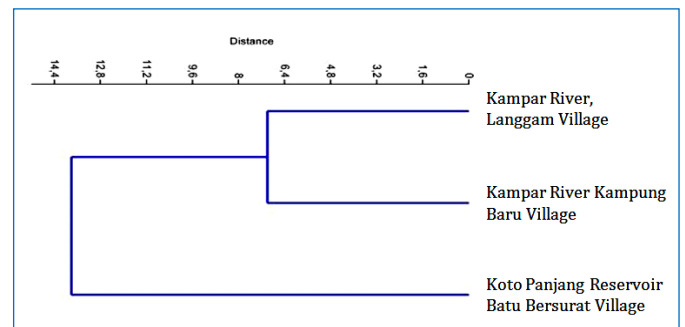 Distance
14,4
12,8
11,2
9,6
8
6,4
4,8
3,2
1,6
0
Kampar River,
Langgam Village
Kampar River Kampung
Baru Village
Koto Panjang Reservoir
Batu Bersurat Village